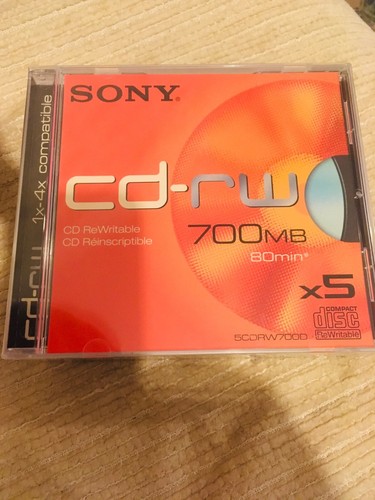 SONY®
cd-rw
CD ReWritable
CD Réinscriptible
700MB
80min*
x5
COMPACT
disc
ReWritable
5CDRW700D
cd-rw 1x-4x compatible